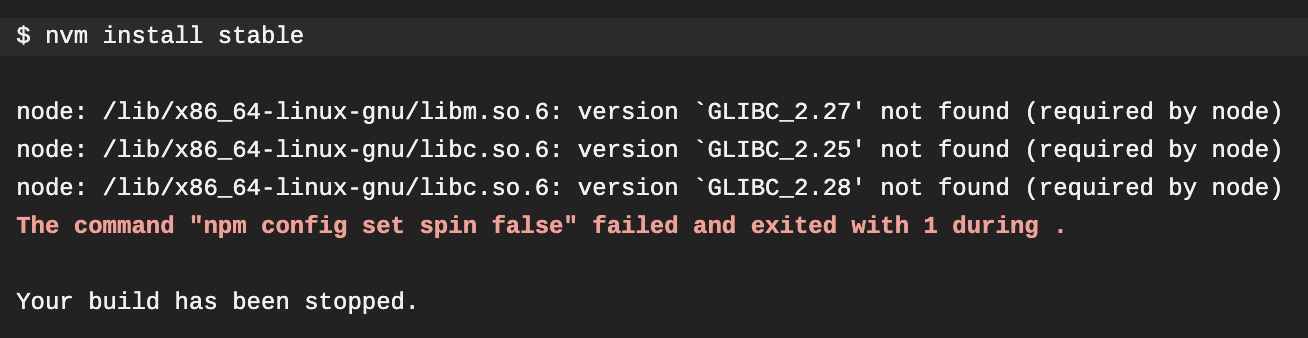 $ nvm install stable
node: /lib/x86_64-linux-gnu/libm.so.6: version `GLIBC_2.27' not found (required by node)
node: /lib/x86_64-linux-gnu/libc.so.6: version `GLIBC_2.25' not found (required by node)
node: /lib/x86_64-linux-gnu/libc.so.6: version `GLIBC_2.28' not found (required by node)
The command "npm config set spin false" failed and exited with 1 during .
Your build has been stopped.